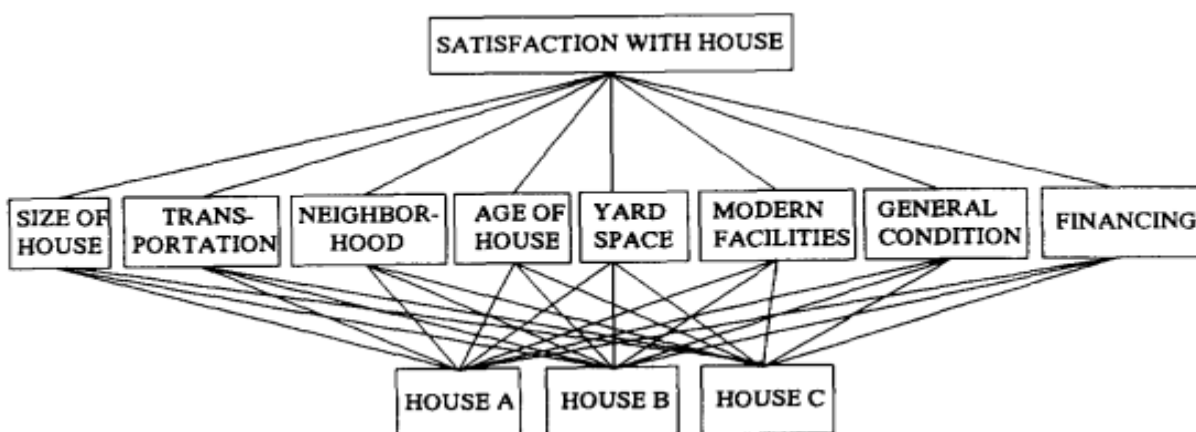 SATISFACTION WITH HOUSE
SIZE OF
HOUSE
TRANS-
PORTATION
NEIGHBOR-
HOOD
AGE OF
HOUSE
YARD
SPACE
MODERN
FACILITIES
GENERAL
CONDITION
FINANCING
HOUSE A
HOUSE B
HOUSE C